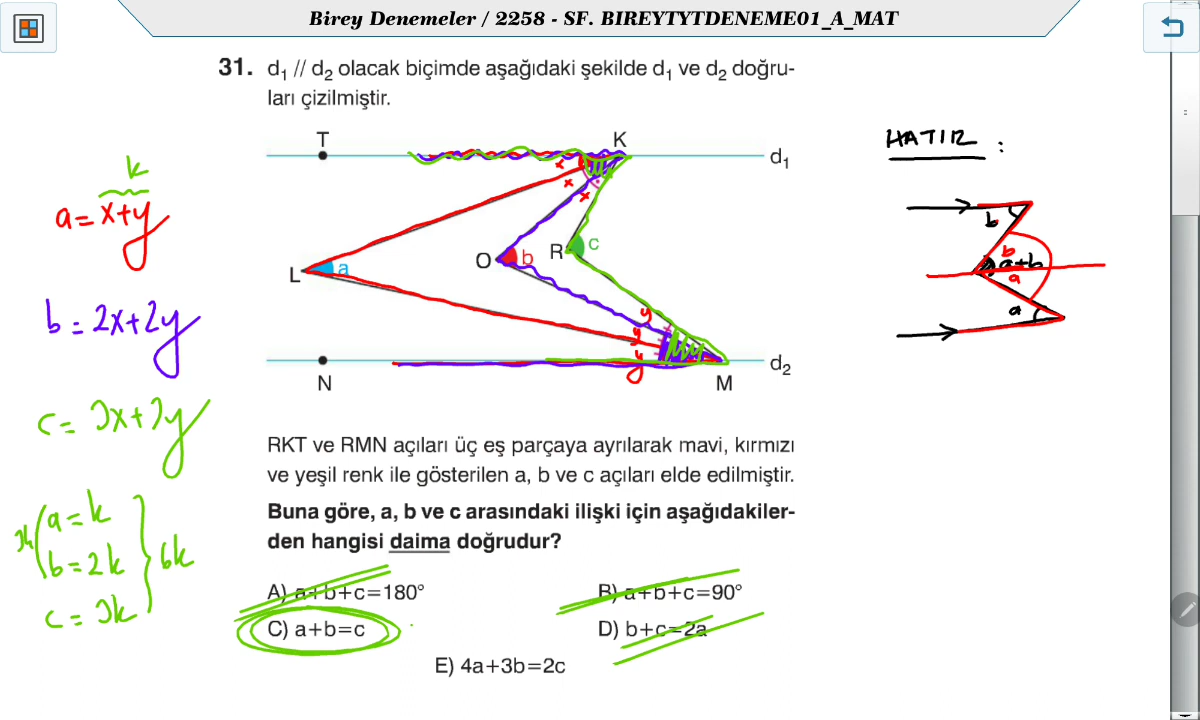 Birey Denemeler / 2258 - SF. BIREYTYTDENEME01_A_MAT
31. d₁ // d₂ olacak biçimde aşağıdaki şekilde d₁ ve d₂ doğru-
ları çizilmiştir.
T K d₁
x
x
x
L a O b R c
y
y
y
N M d₂
k
a = x+y
b = 2x+2y
c = 3x+3y
3k a = k
b = 2k 6k
c = 3k
HATIR :
b
b
a+b
a
a
RKT ve RMN açıları üç eş parçaya ayrılarak mavi, kırmızı
ve yeşil renk ile gösterilen a, b ve c açıları elde edilmiştir.
Buna göre, a, b ve c arasındaki ilişki için aşağıdakiler-
den hangisi daima doğrudur?
A) a+b+c=180° B) a+b+c=90°
C) a+b=c D) b+c=2a
E) 4a+3b=2c